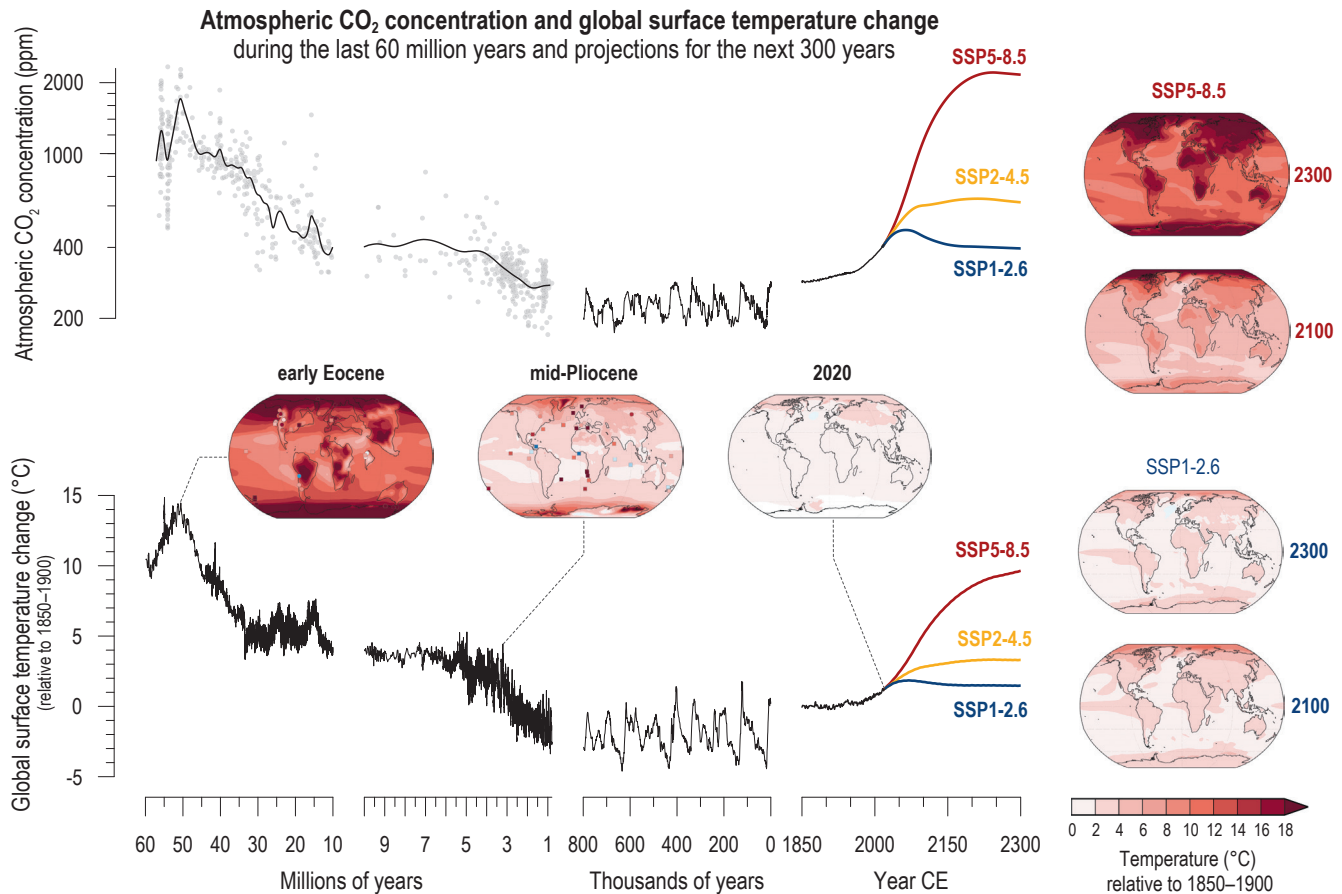 Atmospheric CO₂ concentration and global surface temperature change
during the last 60 million years and projections for the next 300 years
Atmospheric CO₂ concentration (ppm)
2000
1000
400
200
SSP5-8.5
SSP2-4.5
SSP1-2.6
SSP5-8.5
2300
2100
early Eocene
mid-Pliocene
2020
Global surface temperature change (°C)
(relative to 1850–1900)
15
10
5
0
-5
SSP5-8.5
SSP2-4.5
SSP1-2.6
SSP1-2.6
2300
2100
60 50 40 30 20 10
9 7 5 3 1
800 600 400 200 0
1850 2000 2150 2300
Millions of years
Thousands of years
Year CE
0 2 4 6 8 10 12 14 16 18
Temperature (°C)
relative to 1850–1900